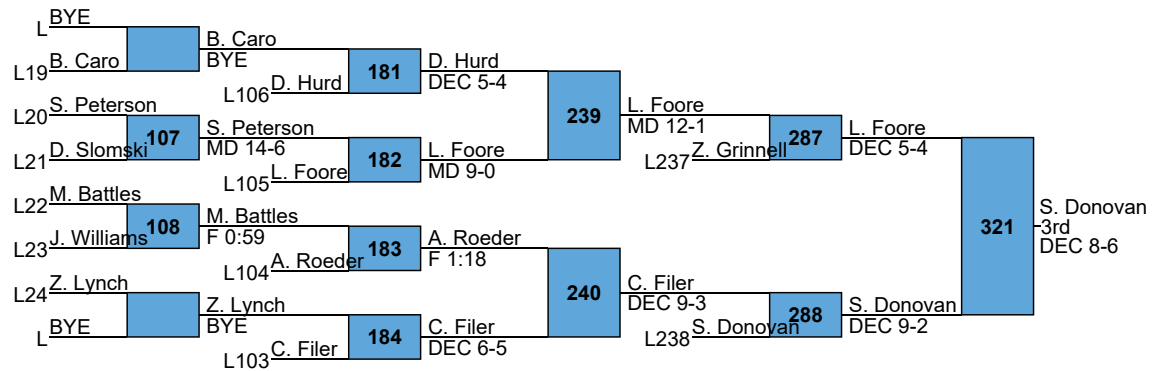 BYE
L
B. Caro
L19
B. Caro
BYE
D. Hurd
L106
181
D. Hurd
DEC 5-4
S. Peterson
L20
D. Slomski
L21
107
S. Peterson
MD 14-6
L. Foore
L105
182
L. Foore
MD 9-0
239
L. Foore
MD 12-1
Z. Grinnell
L237
287
L. Foore
DEC 5-4
M. Battles
L22
J. Williams
L23
108
M. Battles
F 0:59
A. Roeder
L104
183
A. Roeder
F 1:18
Z. Lynch
L24
BYE
L
Z. Lynch
BYE
C. Filer
L103
184
C. Filer
DEC 6-5
240
C. Filer
DEC 9-3
S. Donovan
L238
288
S. Donovan
DEC 9-2
321
S. Donovan
3rd
DEC 8-6